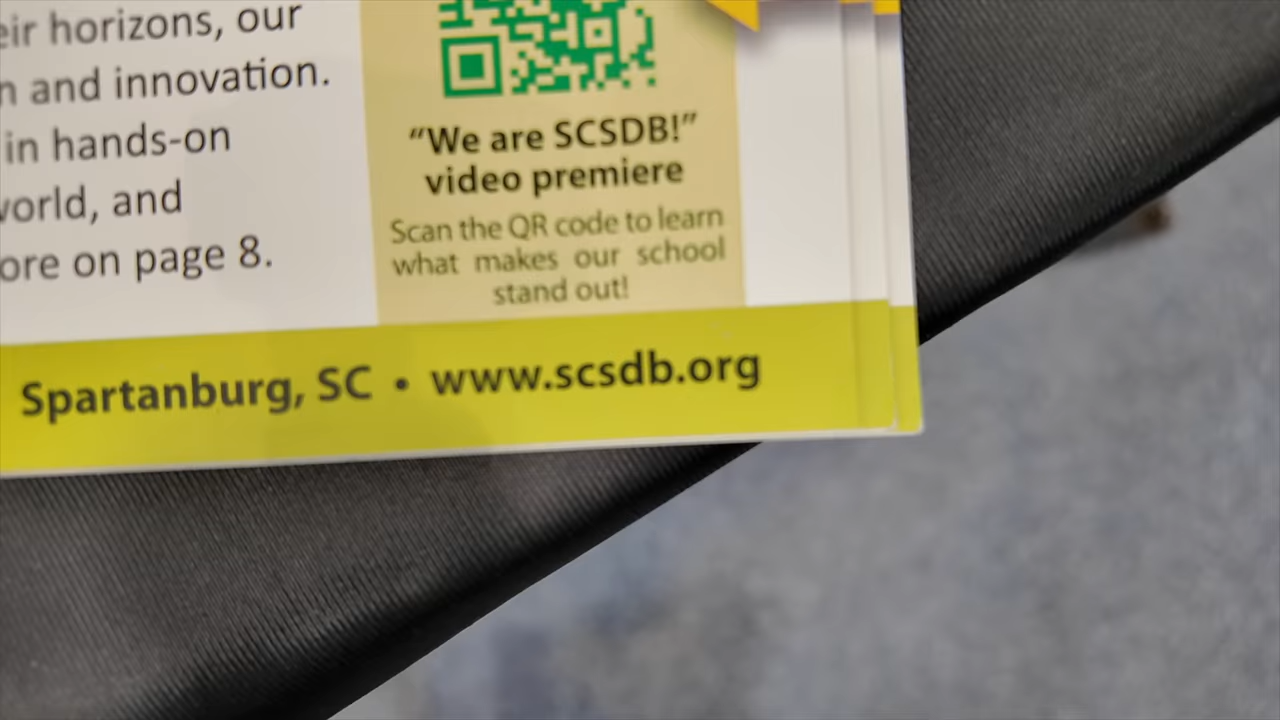 eir horizons, our
n and innovation.
in hands-on
world, and
ore on page 8.
“We are SCSDB!”
video premiere
Scan the QR code to learn
what makes our school
stand out!
Spartanburg, SC • www.scsdb.org